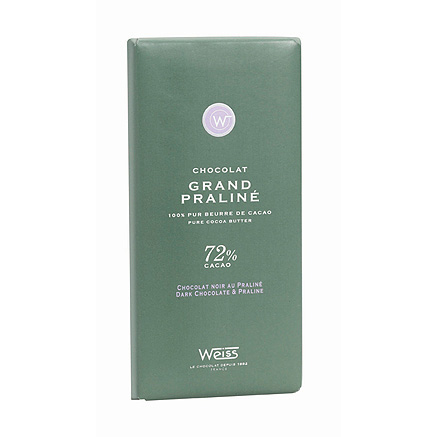 W
CHOCOLAT
GRAND
PRALINÉ
100% PUR BEURRE DE CACAO
PURE COCOA BUTTER
72%
CACAO
CHOCOLAT NOIR AU PRALINÉ
DARK CHOCOLATE & PRALINE
Weiss
LE CHOCOLAT DEPUIS 1882
FRANCE